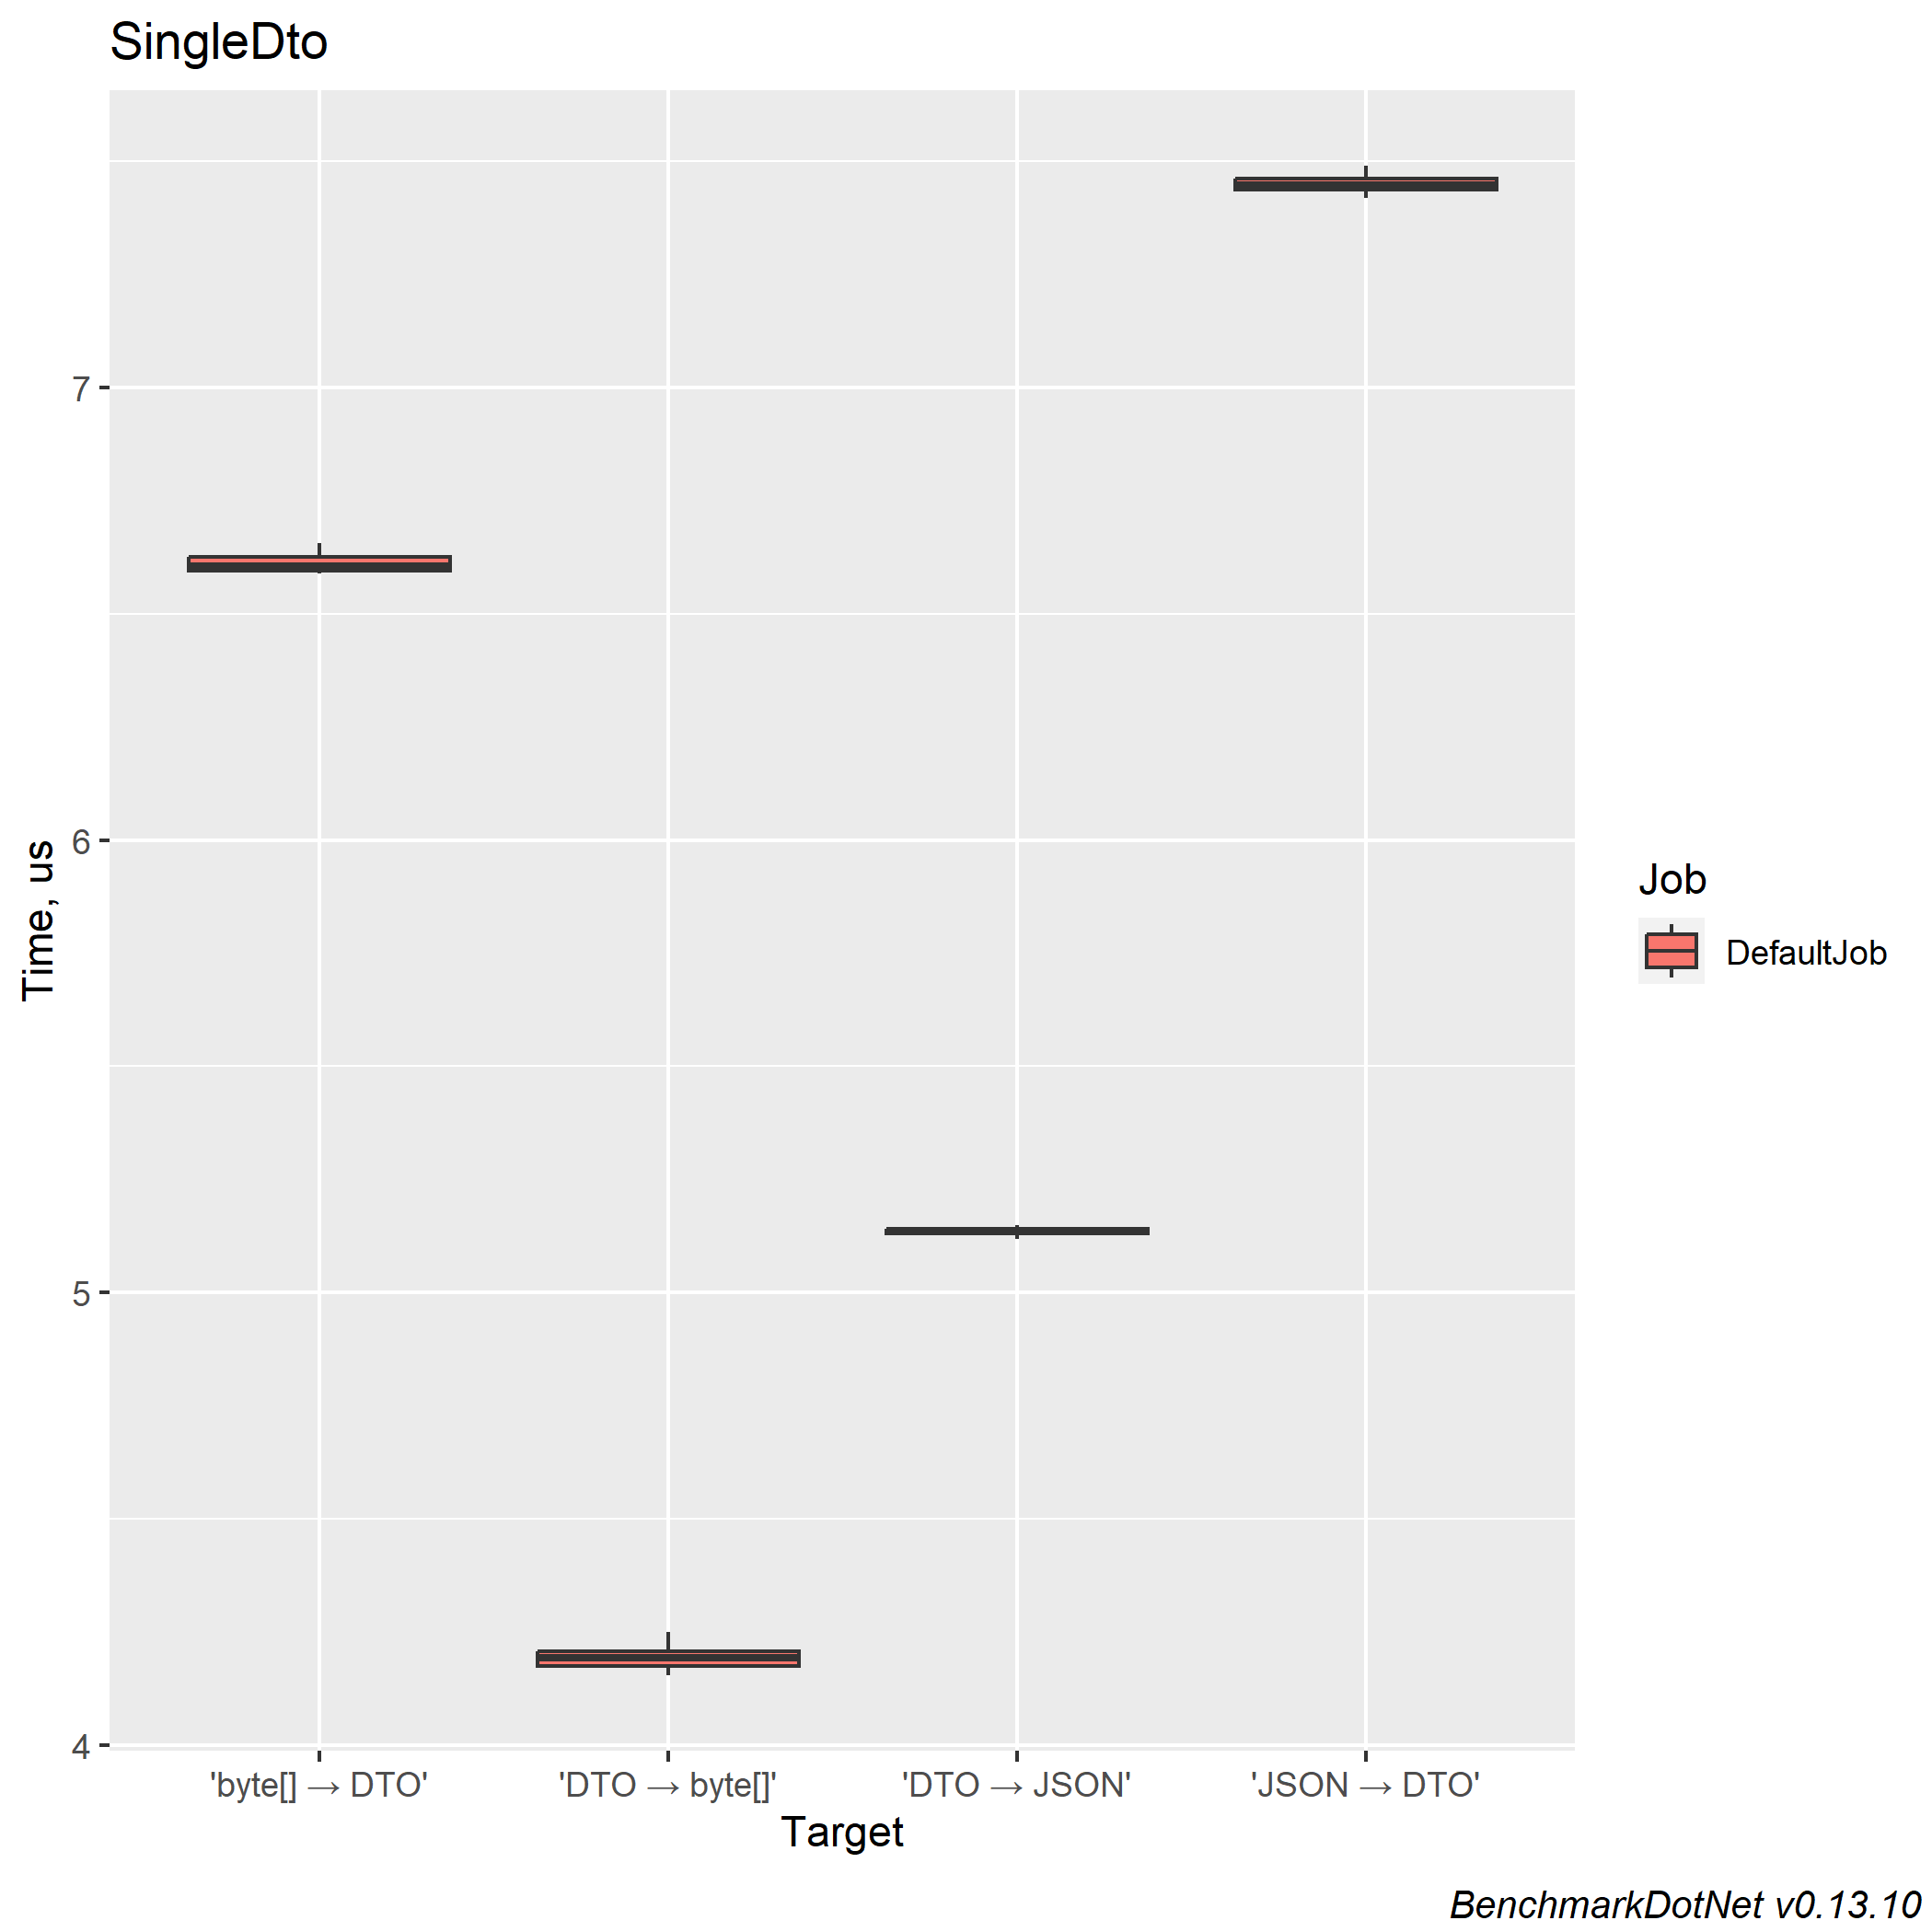 SingleDto
Time, us
7
6
5
4
'byte[] → DTO'
'DTO → byte[]'
'DTO → JSON'
'JSON → DTO'
Target
Job
DefaultJob
BenchmarkDotNet v0.13.10